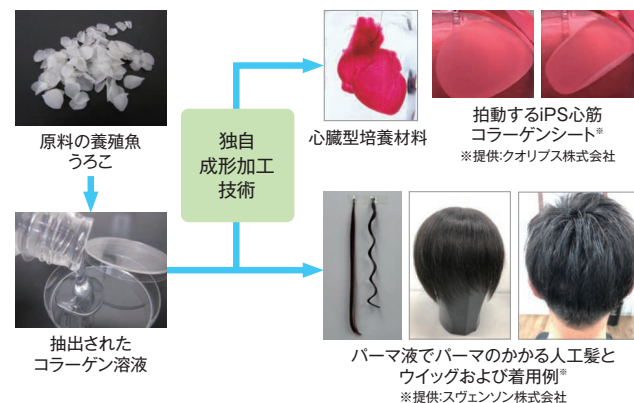 原料の養殖魚
うろこ
抽出された
コラーゲン溶液
独自
成形加工
技術
心臓型培養材料
拍動するiPS心筋
コラーゲンシート※
※提供:クオリプス株式会社
パーマ液でパーマのかかる人工髪と
ウイッグおよび着用例※
※提供:スヴェンソン株式会社